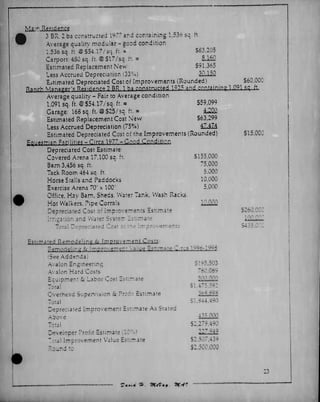 Main Residence
3 BR, 2 ba constructed 1977 and containing 1,536 sq. ft.
Average quality modular - good condition
1,536 sq. ft. @ $54.17/sq. ft. = $83,205
Carport: 480 sq. ft. @ $17/sq. ft. = 8,160
Estimated Replacement New $91,365
Less Accrued Depreciation (33%) 30,150
Estimated Depreciated Cost of Improvements (Rounded) $60,000
Ranch Manager's Residence 2 BR, 1 ba constructed 1925 and containing 1,091 sq. ft.
Average quality - Fair to Average condition
1,091 sq. ft. @ $54.17/sq. ft. = $59,099
Garage: 168 sq. ft. @ $25/sq. ft. = 4,200
Estimated Replacement Cost New $63,299
Less Accrued Depreciation (75%) 47,474
Estimated Depreciated Cost of the Improvements (Rounded) $15,000
Equestrian Facilities - Circa 1977 - Good Condition
Depreciated Cost Estimate
Covered Arena 17,100 sq. ft. $155,000
Barn 3,456 sq. ft. 75,000
Tack Room 464 sq. ft. 5,000
Horse Stalls and Paddocks 10,000
Exercise Arena 70' x 100' 5,000
Office, Hay Barn, Sheds, Water Tank, Wash Racks,
Hot Walkers, Pipe Corrals 10,000
Depreciated Cost of Improvements Estimate $260,000
Irrigation and Water System Estimate 100,000
Total Depreciated Cost of the Improvements $435,000
Estimated Remodeling & Improvement Costs:
Remodeling & Improvement Value Estimate Circa 1996-1998
(See Addenda)
Avalon Engineering $195,503
Avalon Hard Costs
Equipment & Labor Cost Estimate 500,000
Total
Overhead Supervision & Profit Estimate
Total $1,844,490
Depreciated Improvement Estimate As Stated
Above 435,000
Total $2,279,490
Developer Profit Estimate (10%) 227,949
Total Improvement Value Estimate $2,507,439
Round to $2,500,000
23